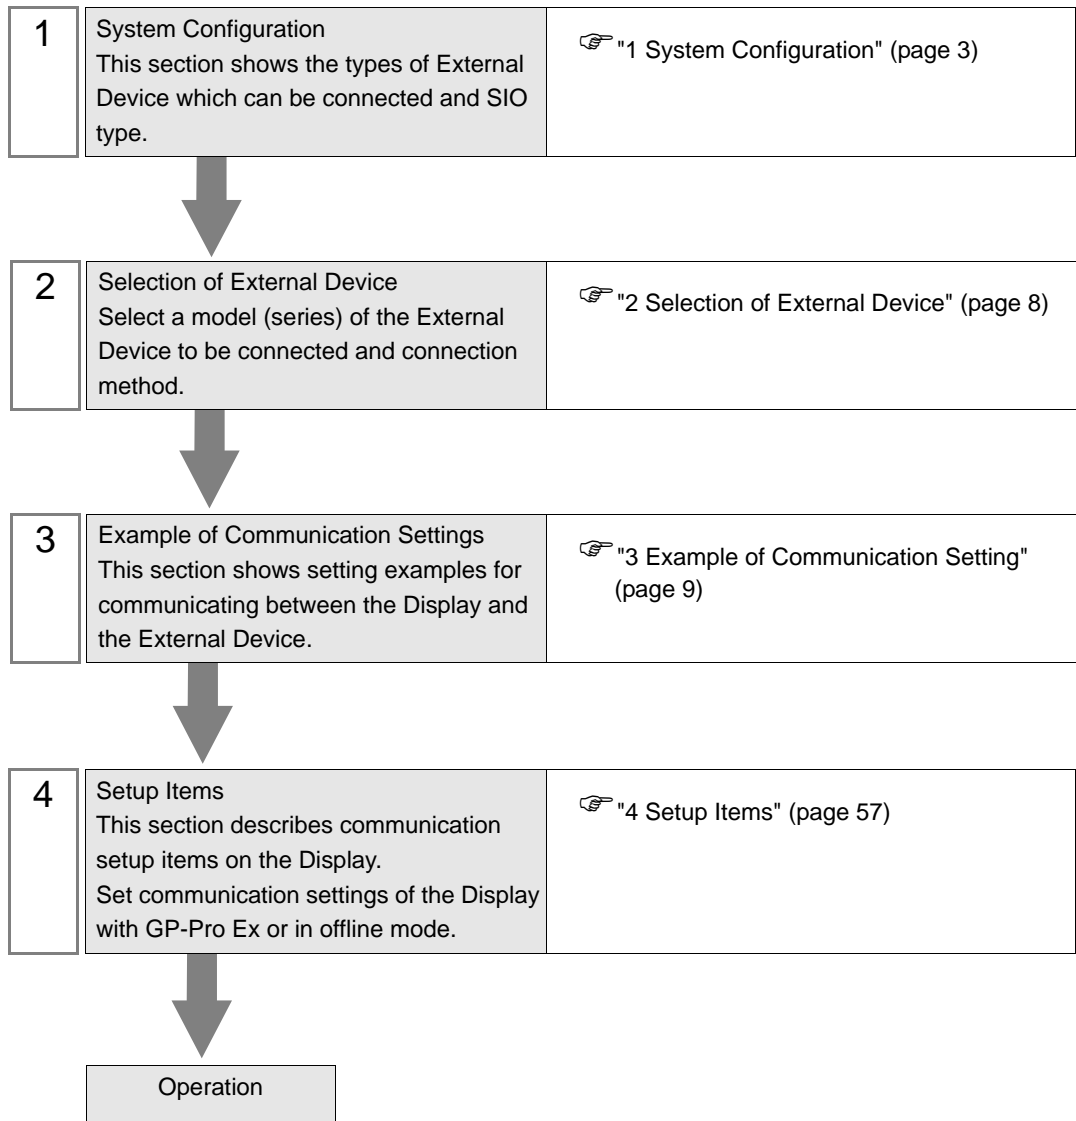 1
System Configuration
This section shows the types of External
Device which can be connected and SIO
type.
"1 System Configuration" (page 3)
2
Selection of External Device
Select a model (series) of the External
Device to be connected and connection
method.
"2 Selection of External Device" (page 8)
3
Example of Communication Settings
This section shows setting examples for
communicating between the Display and
the External Device.
"3 Example of Communication Setting"
(page 9)
4
Setup Items
This section describes communication
setup items on the Display.
Set communication settings of the Display
with GP-Pro Ex or in offline mode.
"4 Setup Items" (page 57)
Operation